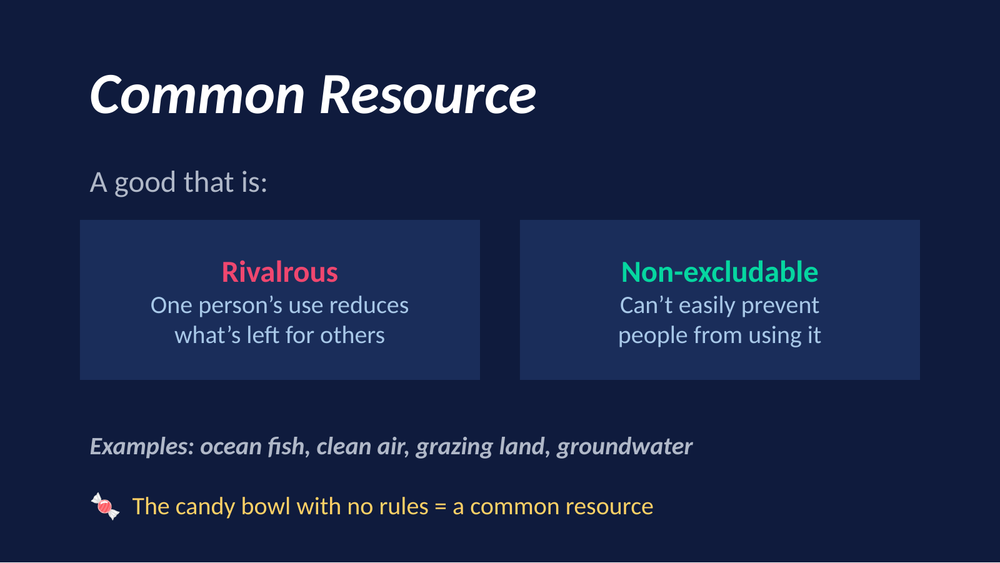 Common Resource
A good that is:
Rivalrous
One person’s use reduces
what’s left for others
Non-excludable
Can’t easily prevent
people from using it
Examples: ocean fish, clean air, grazing land, groundwater
🍬 The candy bowl with no rules = a common resource